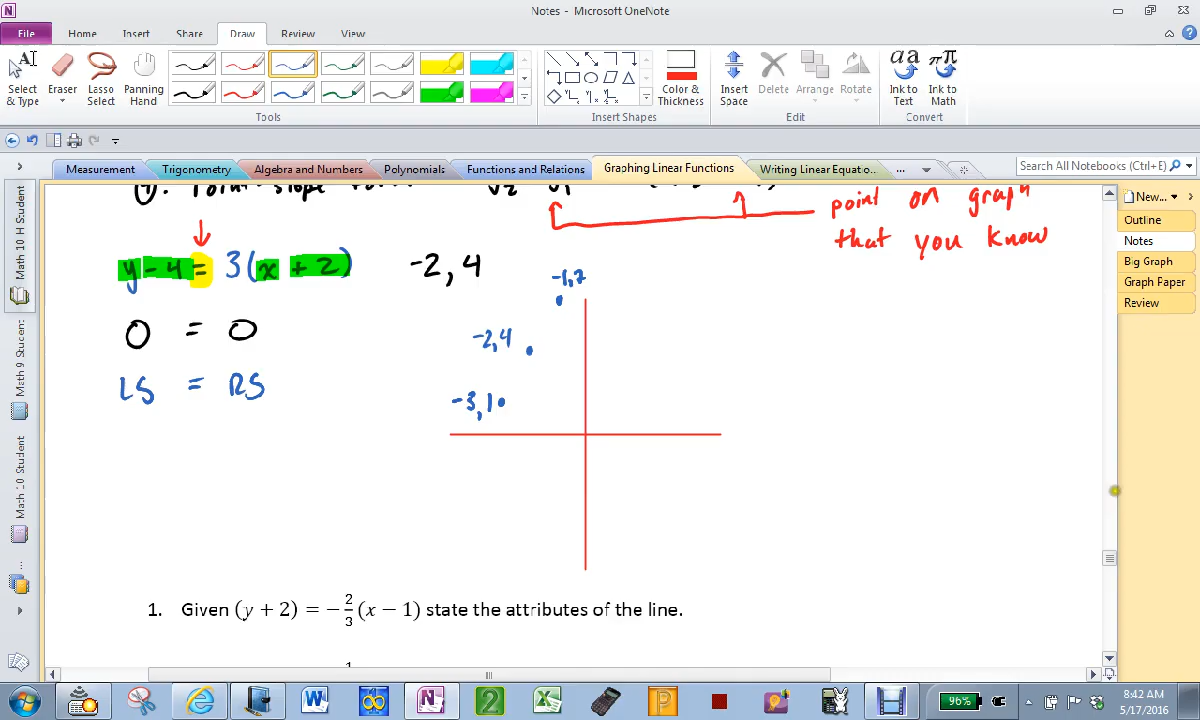 Notes - Microsoft OneNote
File Home Insert Share Draw Review View
Select & Type
Eraser
Lasso Select
Panning Hand
Color & Thickness
Insert Space
Delete
Arrange
Rotate
Ink to Text
Ink to Math
Tools
Insert Shapes
Edit
Convert
Measurement Trigonometry Algebra and Numbers Polynomials Functions and Relations Graphing Linear Functions Writing Linear Equatio... ...
Search All Notebooks (Ctrl+E)
Math 10 H Student
Math 9 Student
Math 10 Student
New...
Outline
Notes
Big Graph
Graph Paper
Review
point on graph
that you know
y - 4 = 3(x + 2) -2, 4
0 = 0
LS = RS
-1, 7
-2, 4
-3, 1
1. Given (y + 2) = -2/3(x − 1) state the attributes of the line.
96%
8:42 AM
5/17/2016